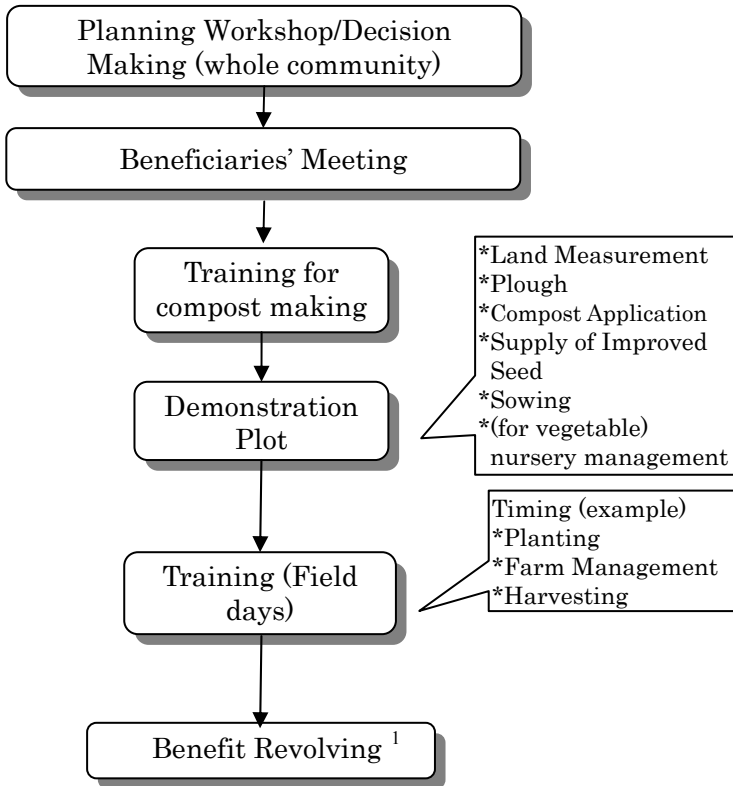 Planning Workshop/Decision
Making (whole community)
Beneficiaries’ Meeting
Training for
compost making
*Land Measurement
*Plough
*Compost Application
*Supply of Improved
Seed
*Sowing
*(for vegetable)
nursery management
Demonstration
Plot
Timing (example)
*Planting
*Farm Management
*Harvesting
Training (Field
days)
Benefit Revolving ¹